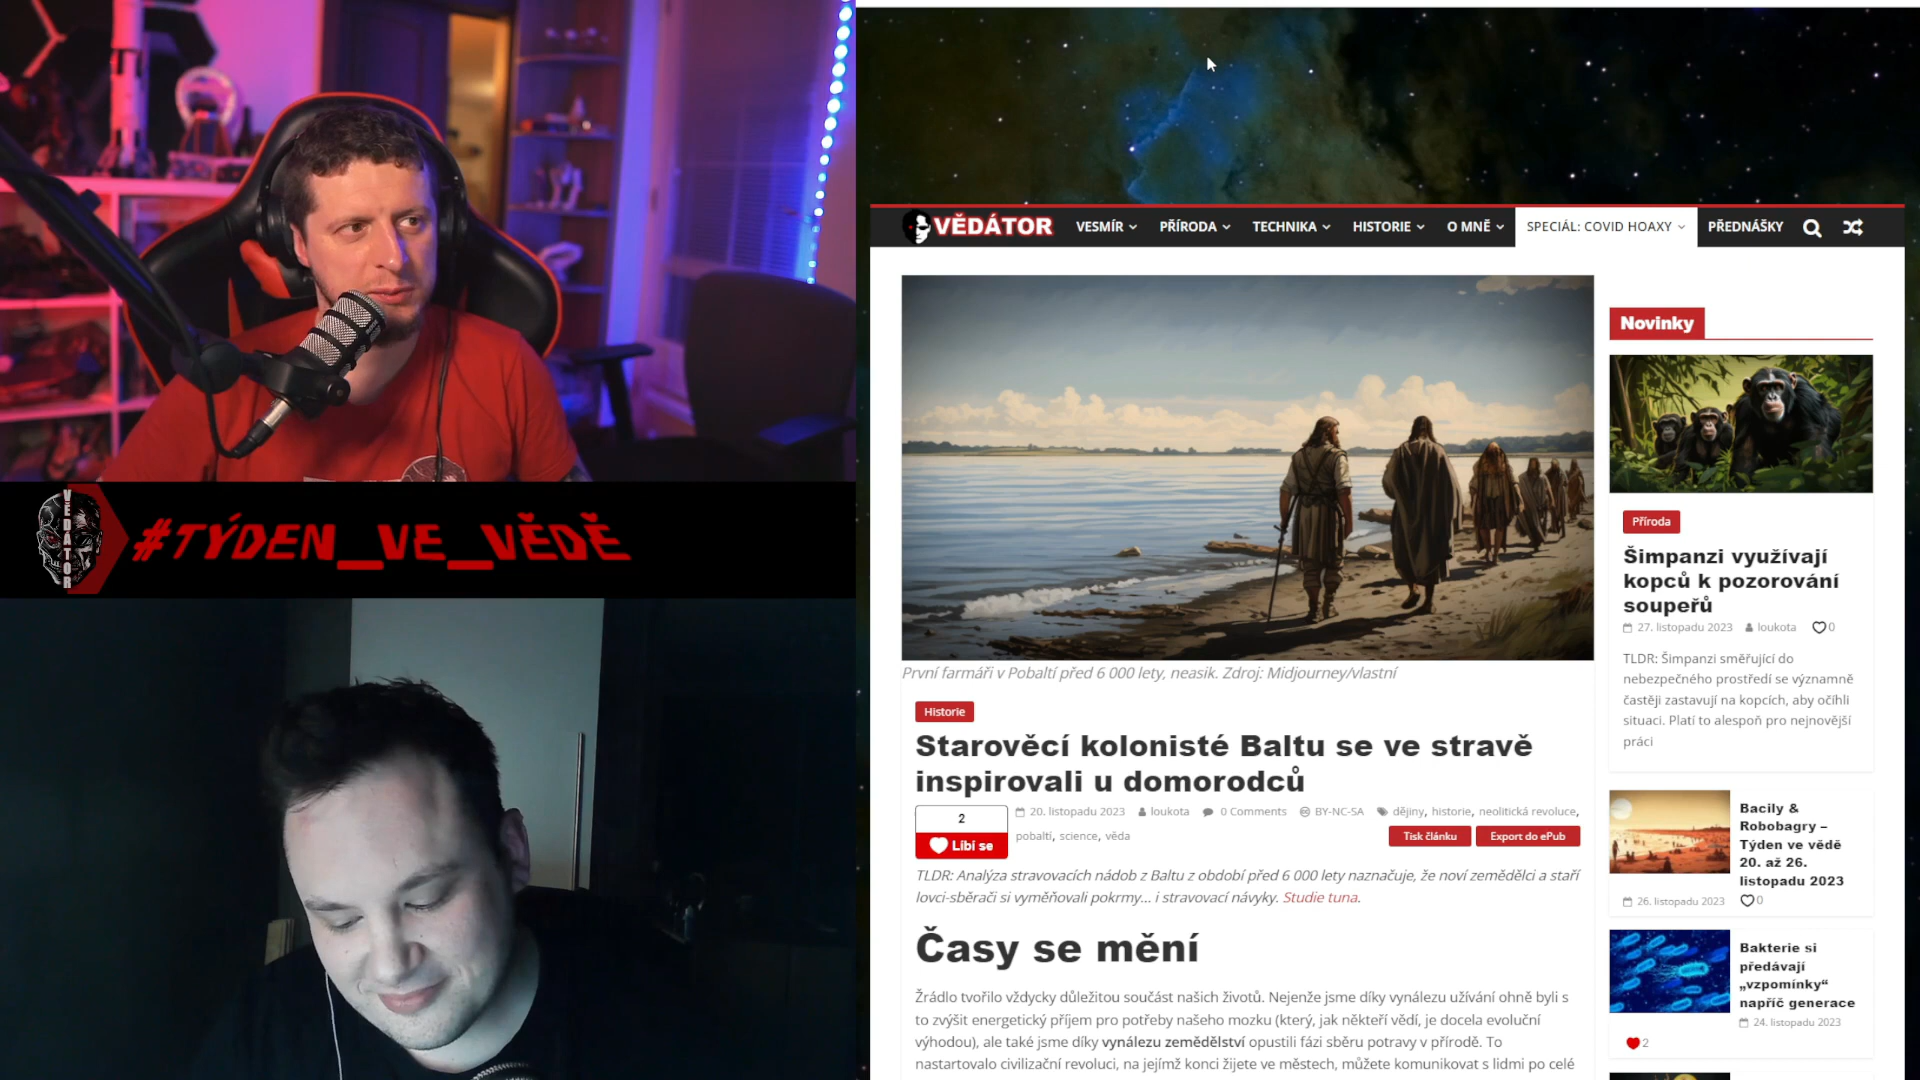 VĚDÁTOR
#TÝDEN_VE_VĚDĚ
VĚDÁTOR
VESMÍR
PŘÍRODA
TECHNIKA
HISTORIE
O MNĚ
SPECIÁL: COVID HOAXY
PŘEDNÁŠKY
První farmáři v Pobaltí před 6 000 lety, neasik. Zdroj: Midjourney/vlastní
Historie
Starověcí kolonisté Baltu se ve stravě
inspirovali u domorodců
2
Líbí se
20. listopadu 2023 loukota 0 Comments BY-NC-SA dějiny, historie, neolitická revoluce,
pobaltí, science, věda
Tisk článku
Export do ePub
TLDR: Analýza stravovacích nádob z Baltu z období před 6 000 lety naznačuje, že noví zemědělci a staří
lovci-sběrači si vyměňovali pokrmy... i stravovací návyky. Studie tuna.
Časy se mění
Žrádlo tvořilo vždycky důležitou součást našich životů. Nejenže jsme díky vynálezu užívání ohně byli s
to zvýšit energetický příjem pro potřeby našeho mozku (který, jak někteří vědí, je docela evoluční
výhodou), ale také jsme díky vynálezu zemědělství opustili fázi sběru potravy v přírodě. To
nastartovalo civilizační revoluci, na jejímž konci žijete ve městech, můžete komunikovat s lidmi po celé
Novinky
Příroda
Šimpanzi využívají
kopců k pozorování
soupeřů
27. listopadu 2023 loukota 0
TLDR: Šimpanzi směřující do
nebezpečného prostředí se významně
častěji zastavují na kopcích, aby očíhli
situaci. Platí to alespoň pro nejnovější
práci
Bacily &
Robobagry –
Týden ve vědě
20. až 26.
listopadu 2023
26. listopadu 2023 0
Bakterie si
předávají
„vzpomínky“
napříč generace
24. listopadu 2023
2